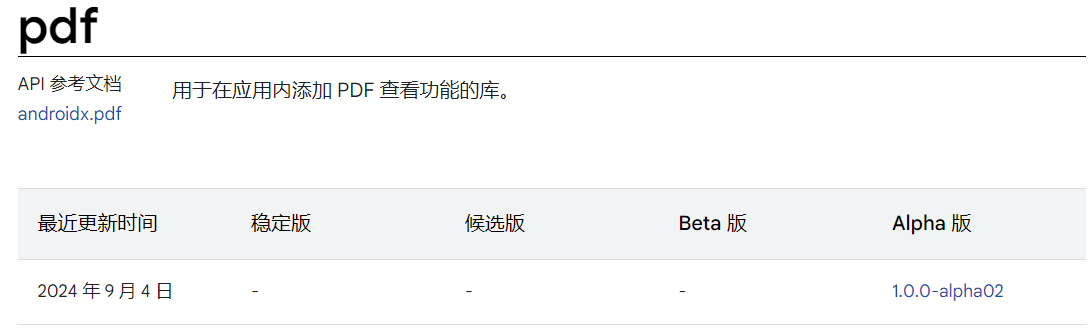 pdf
API 参考文档
androidx.pdf
用于在应用内添加 PDF 查看功能的库。
最近更新时间 稳定版 候选版 Beta 版 Alpha 版
2024 年 9 月 4 日 - - - 1.0.0-alpha02